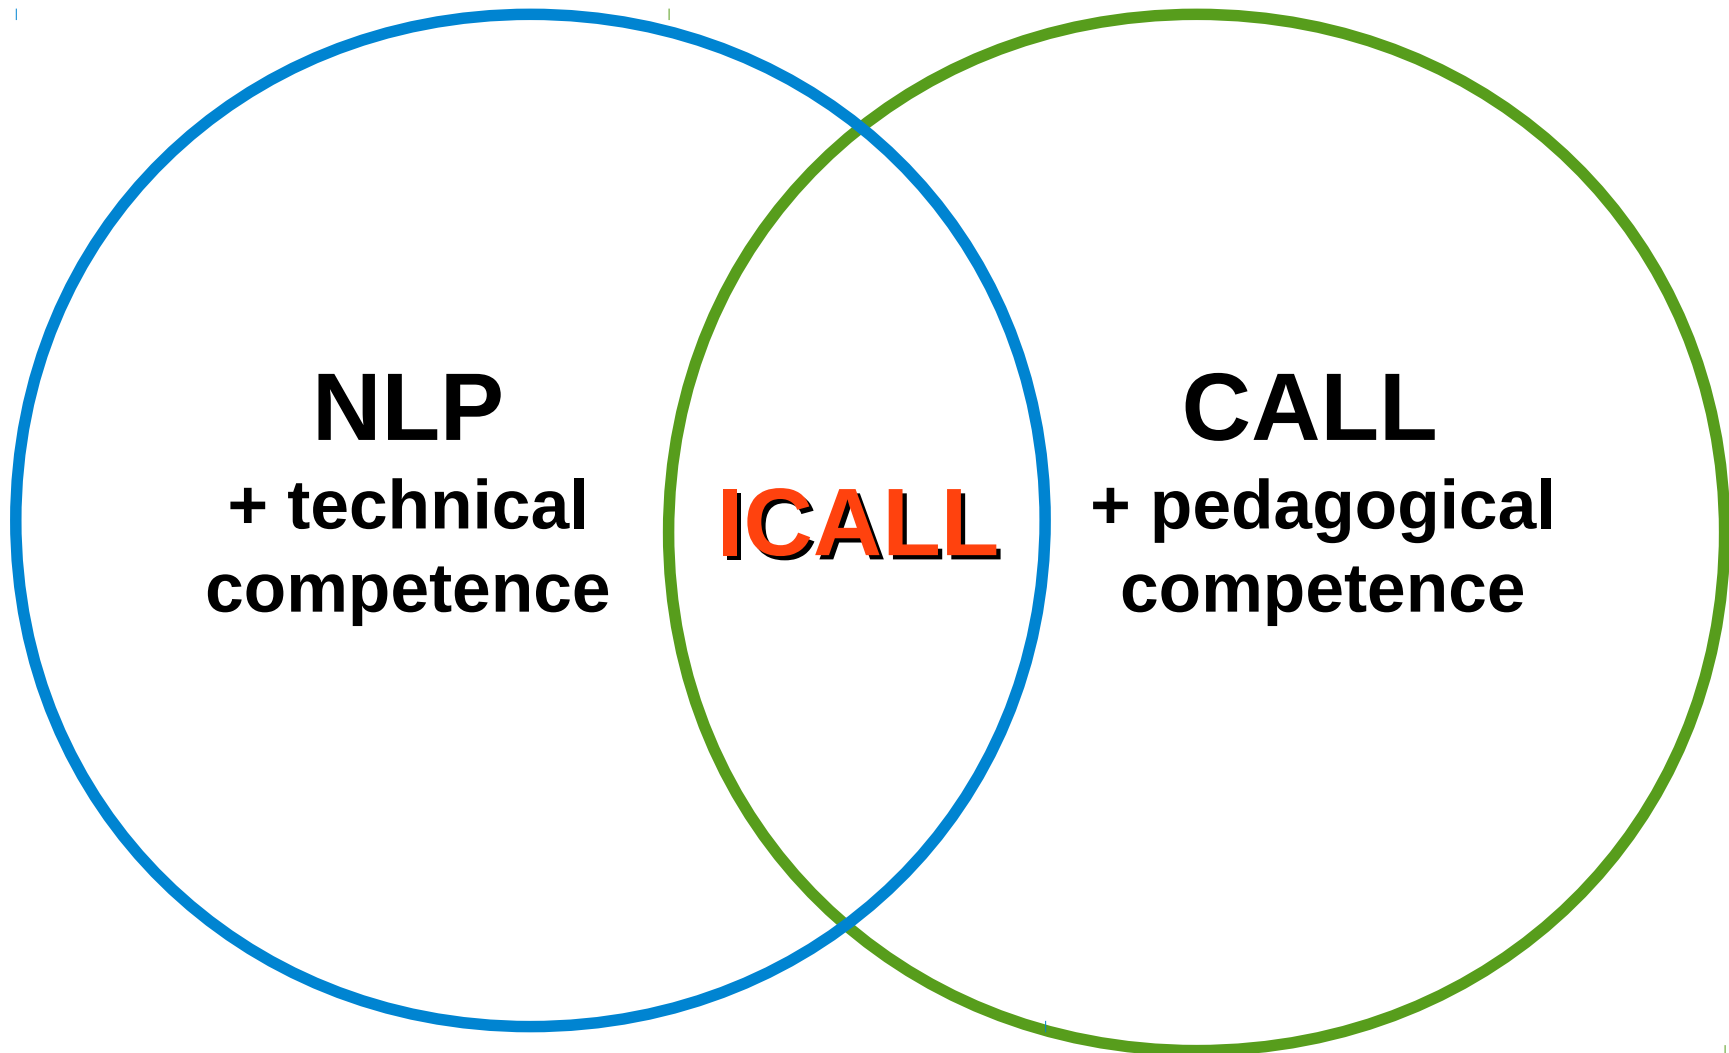 NLP
+ technical
competence
ICALL
CALL
+ pedagogical
competence